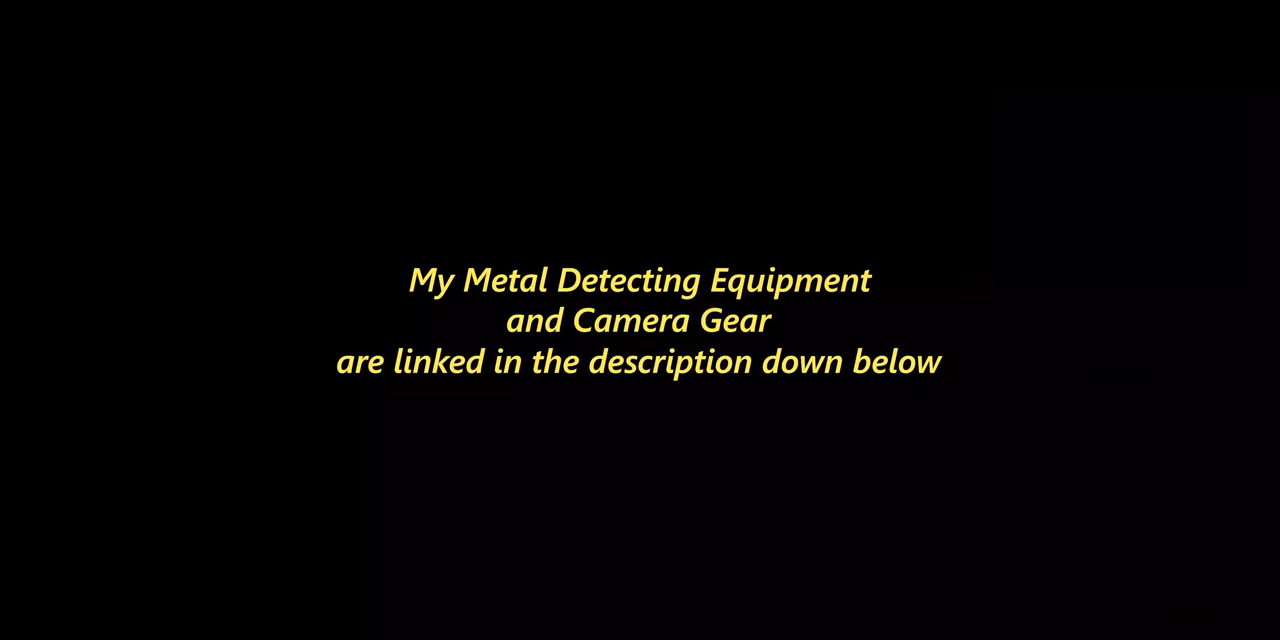 My Metal Detecting Equipment
and Camera Gear
are linked in the description down below